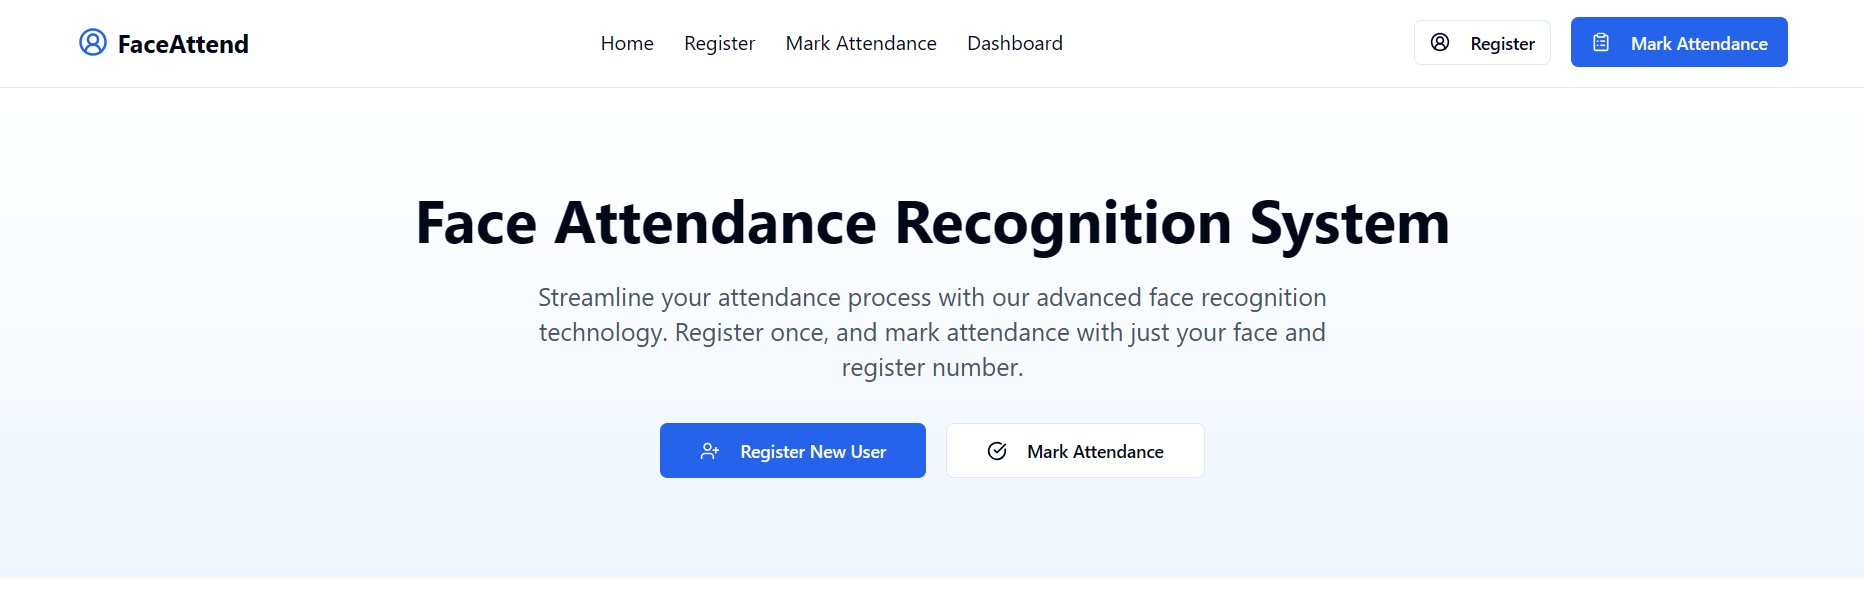 FaceAttend
Home Register Mark Attendance Dashboard
Register
Mark Attendance
Face Attendance Recognition System
Streamline your attendance process with our advanced face recognition
technology. Register once, and mark attendance with just your face and
register number.
Register New User
Mark Attendance